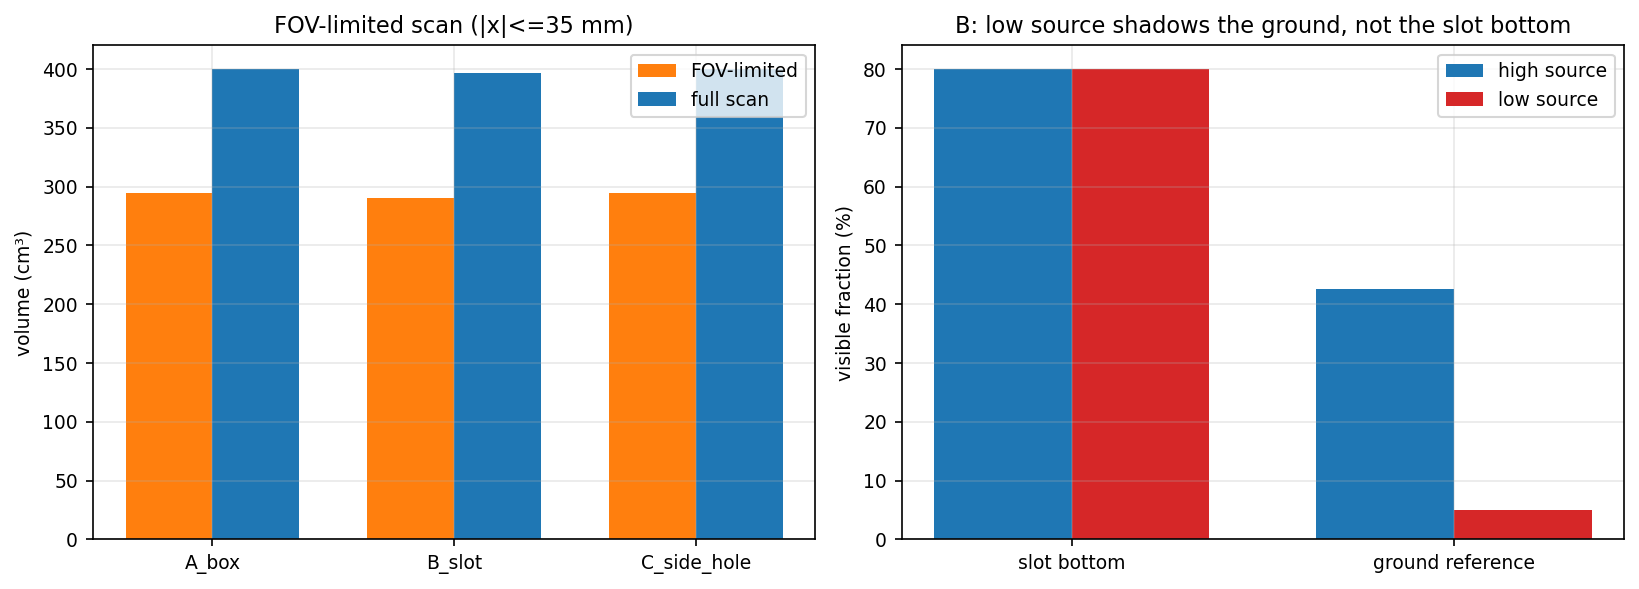 FOV-limited scan (|x|<=35 mm)
volume (cm³)
400
350
300
250
200
150
100
50
0
FOV-limited
full scan
A_box
B_slot
C_side_hole
B: low source shadows the ground, not the slot bottom
visible fraction (%)
80
70
60
50
40
30
20
10
0
high source
low source
slot bottom
ground reference